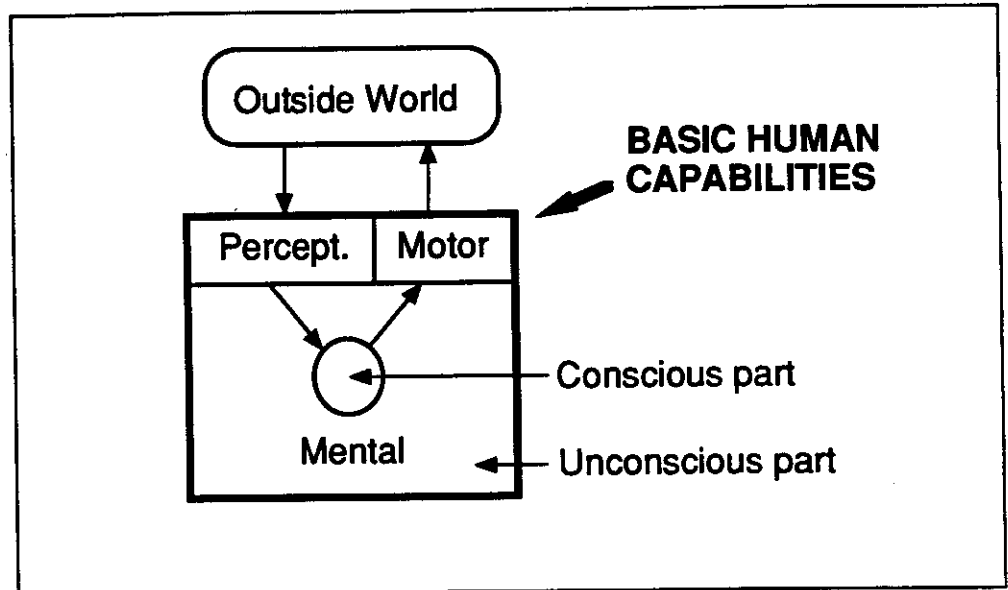 Outside World
BASIC HUMAN
CAPABILITIES
Percept.
Motor
Conscious part
Mental
Unconscious part